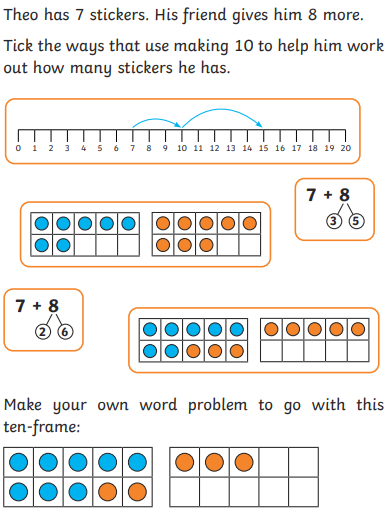 Theo has 7 stickers. His friend gives him 8 more.
Tick the ways that use making 10 to help him work
out how many stickers he has.
0 1 2 3 4 5 6 7 8 9 10 11 12 13 14 15 16 17 18 19 20
7 + 8
3 5
7 + 8
2 6
Make your own word problem to go with this
ten-frame: